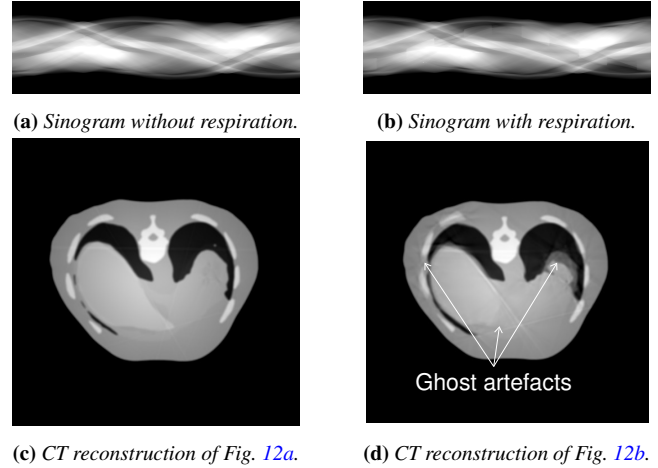 (a) Sinogram without respiration.
(b) Sinogram with respiration.
Ghost artefacts
(c) CT reconstruction of Fig. 12a.
(d) CT reconstruction of Fig. 12b.